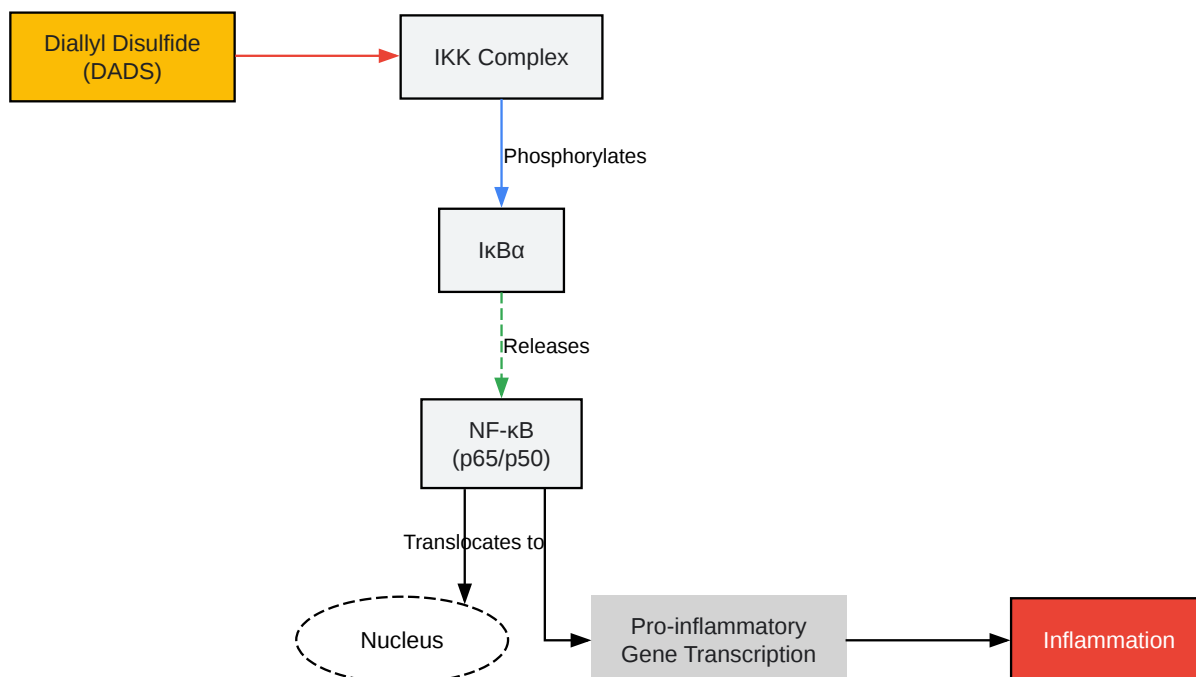 Diallyl Disulfide
(DADS)
IKK Complex
Phosphorylates
IκBα
Releases
NF-κB
(p65/p50)
Translocates to
Nucleus
Pro-inflammatory
Gene Transcription
Inflammation